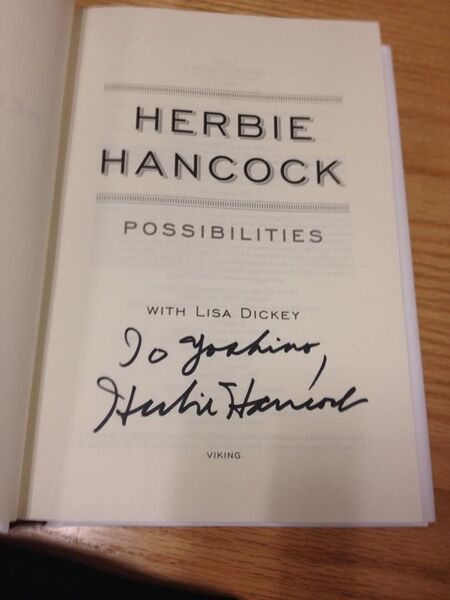 HERBIE
HANCOCK
POSSIBILITIES
WITH LISA DICKEY
To Yoshino,
Herbie Hancock
VIKING